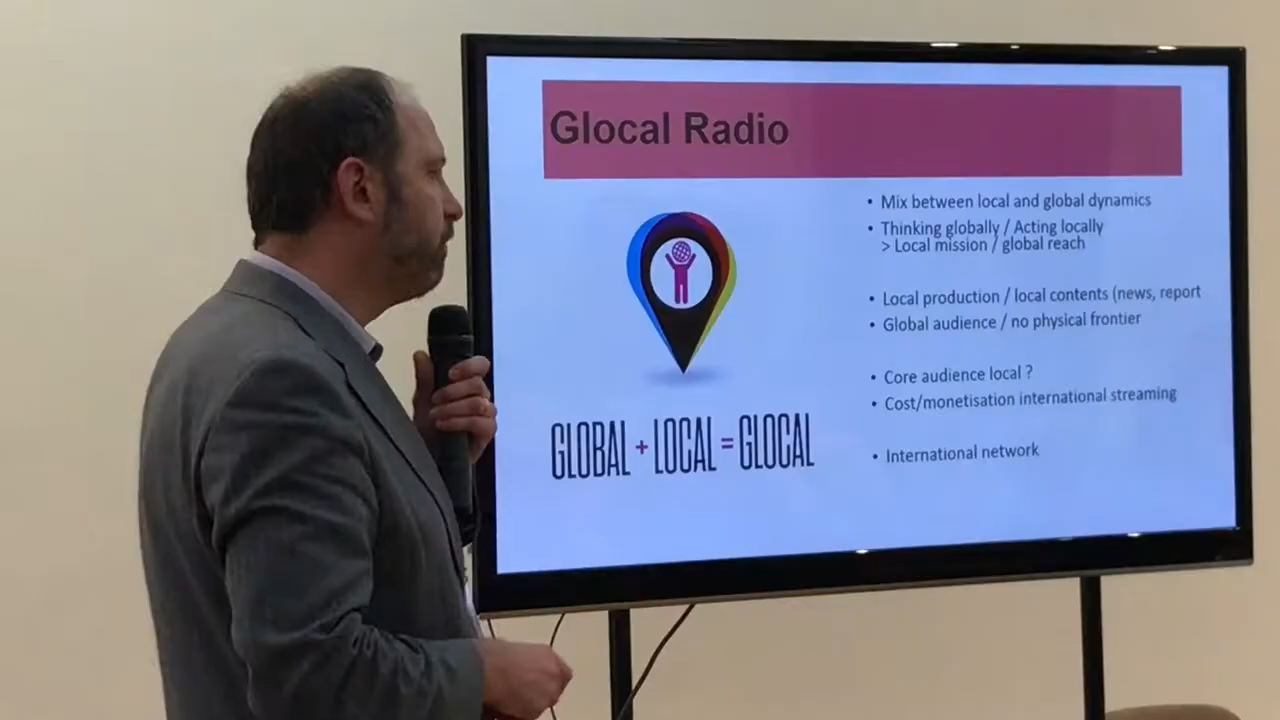 Glocal Radio
GLOBAL + LOCAL = GLOCAL
• Mix between local and global dynamics
• Thinking globally / Acting locally
> Local mission / global reach
• Local production / local contents (news, report
• Global audience / no physical frontier
• Core audience local ?
• Cost/monetisation international streaming
• International network